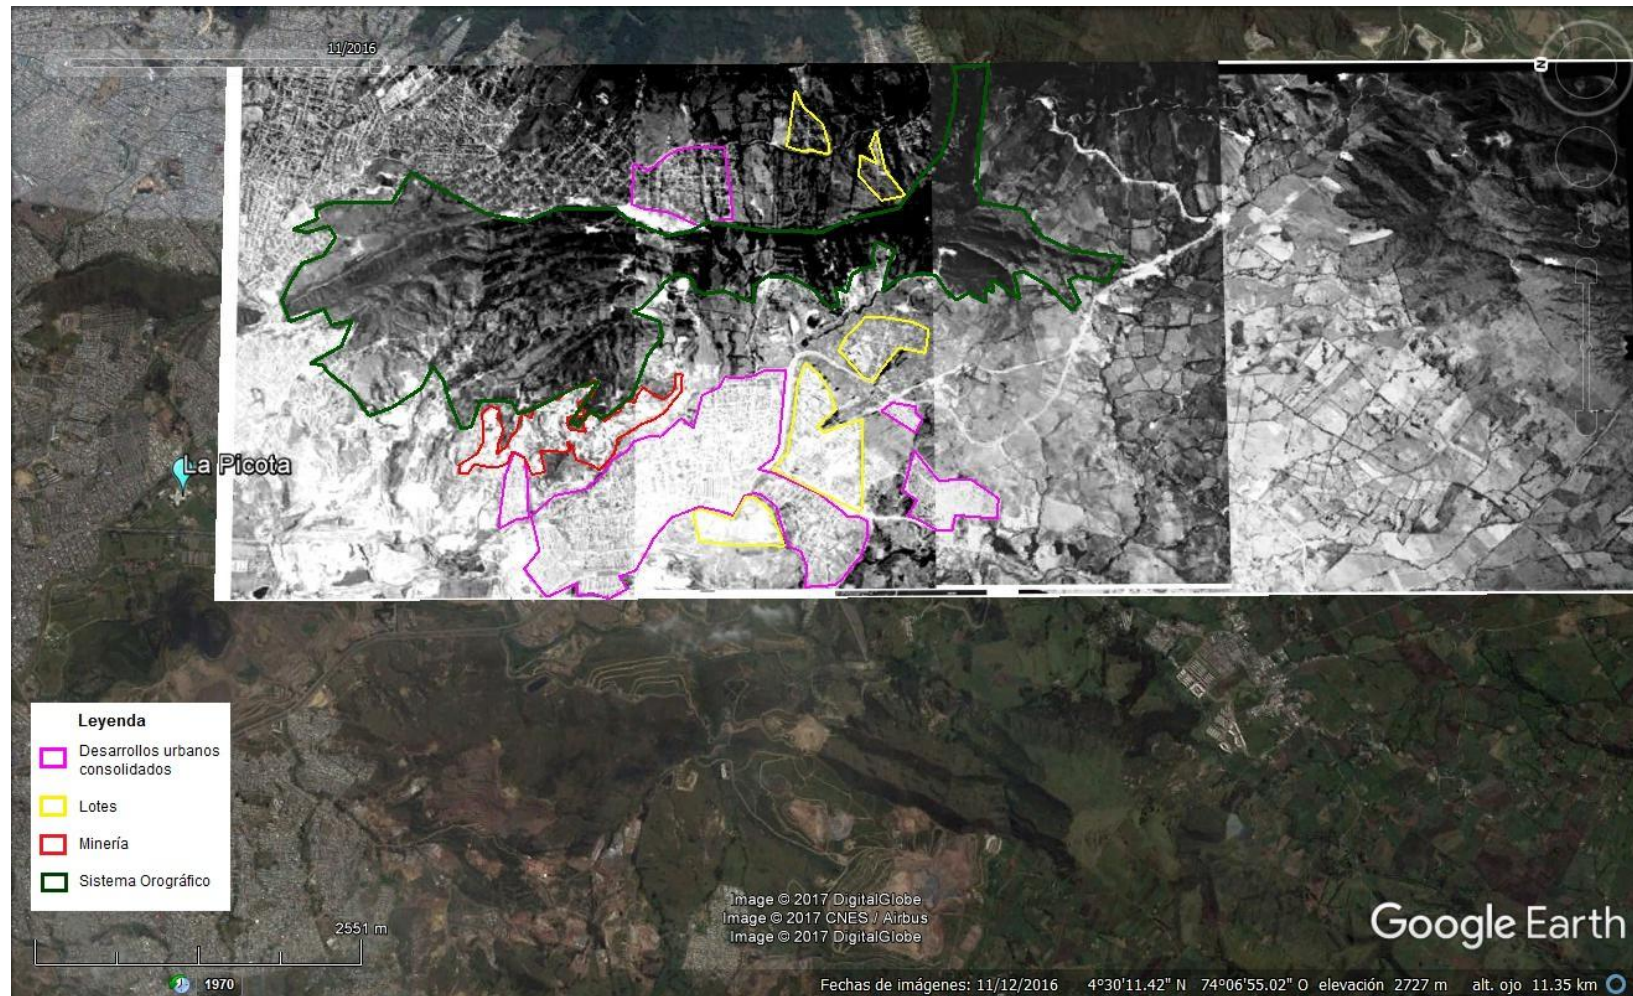 11/2016
N
La Picota
Leyenda
Desarrollos urbanos
consolidados
Lotes
Minería
Sistema Orográfico
2551 m
1970
Image © 2017 DigitalGlobe
Image © 2017 CNES / Airbus
Image © 2017 DigitalGlobe
Google Earth
Fechas de imágenes: 11/12/2016 4°30'11.42" N 74°06'55.02" O elevación 2727 m alt. ojo 11.35 km